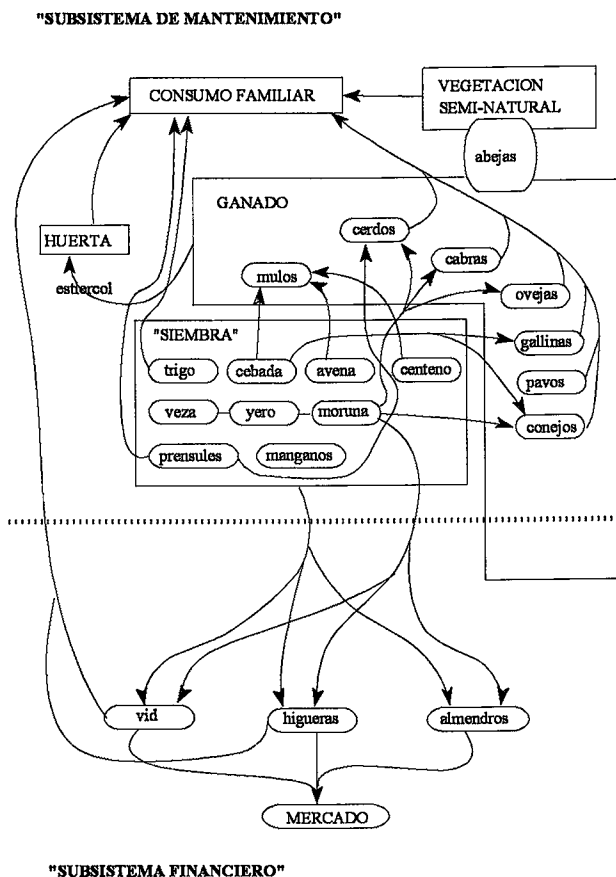 "SUBSISTEMA DE MANTENIMIENTO"
CONSUMO FAMILIAR
VEGETACION
SEMI-NATURAL
abejas
GANADO
cerdos
HUERTA
cabras
mulos
estiercol
ovejas
"SIEMBRA"
gallinas
trigo
cebada
avena
centeno
pavos
veza
yero
moruna
conejos
prensules
manganos
vid
higueras
almendros
MERCADO
"SUBSISTEMA FINANCIERO"